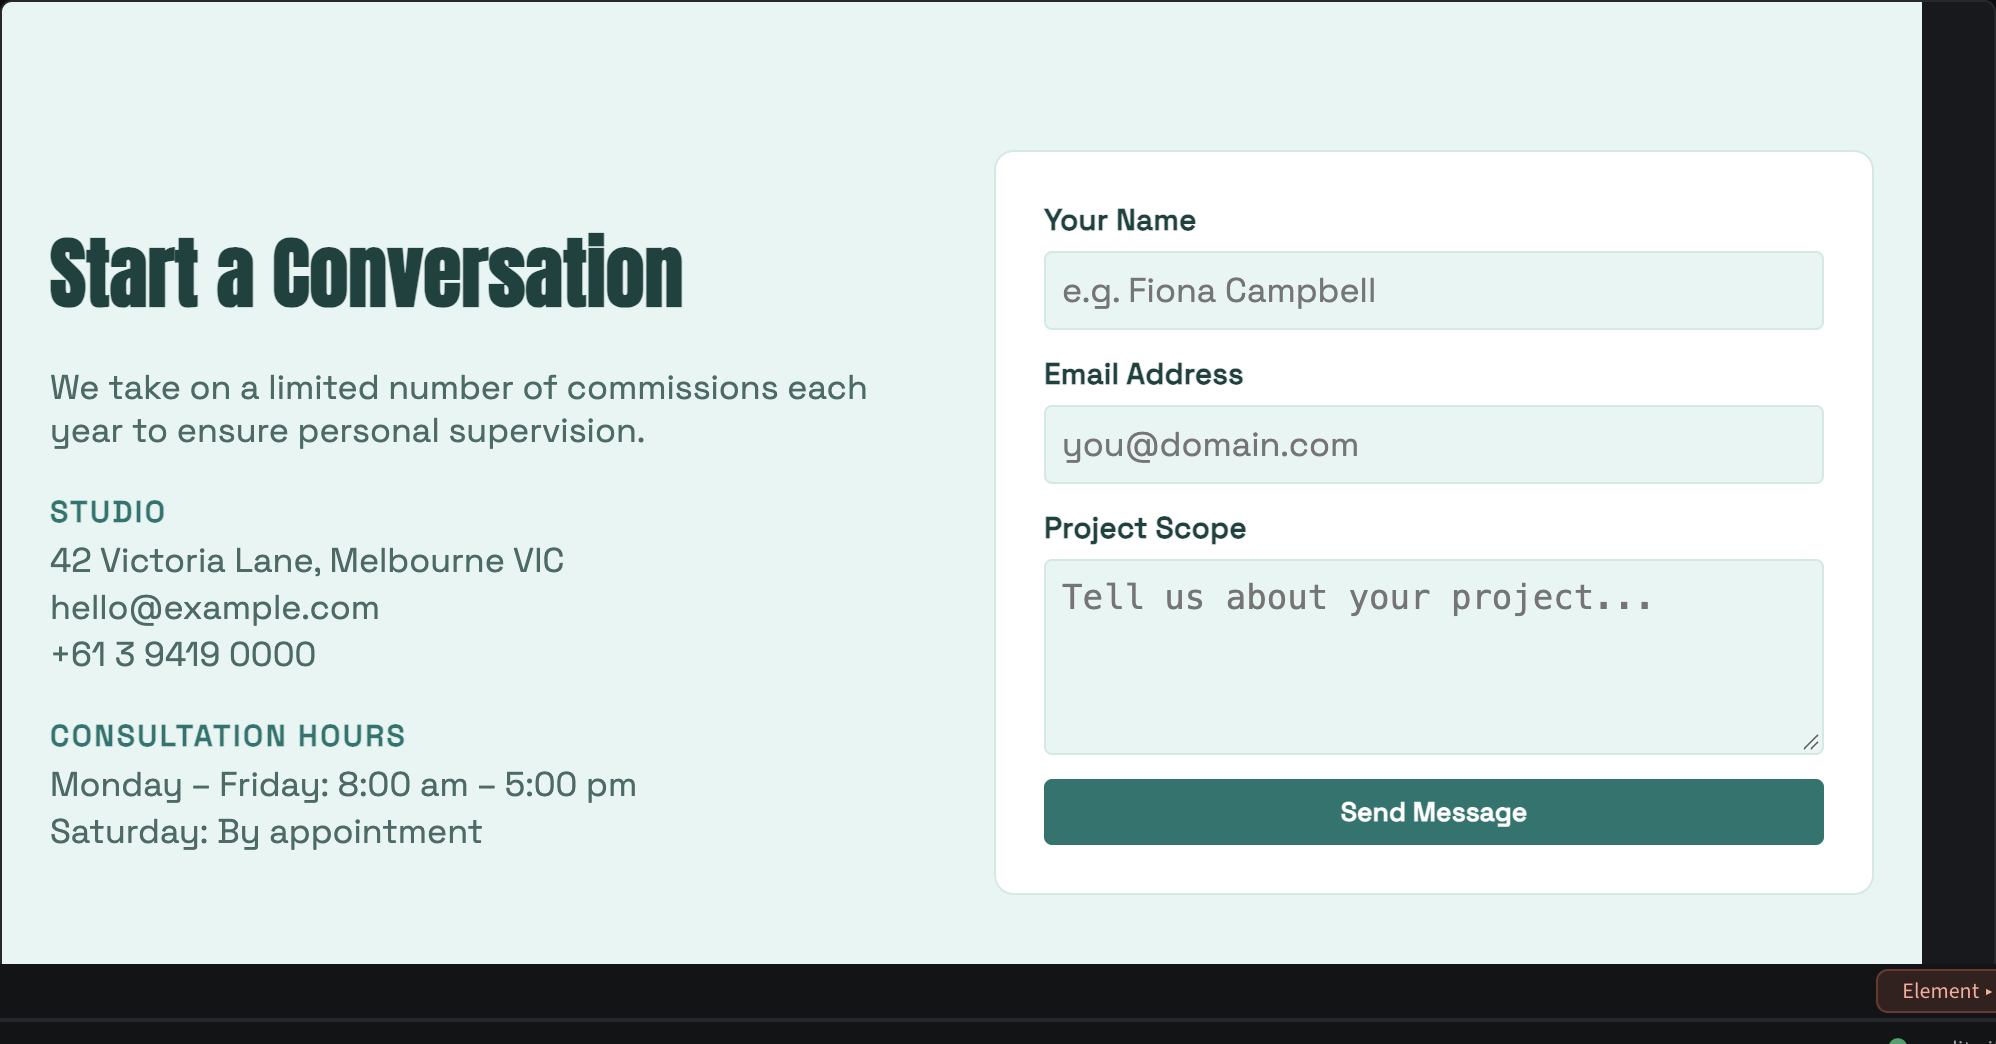 Start a Conversation
We take on a limited number of commissions each
year to ensure personal supervision.
STUDIO
42 Victoria Lane, Melbourne VIC
hello@example.com
+61 3 9419 0000
CONSULTATION HOURS
Monday – Friday: 8:00 am – 5:00 pm
Saturday: By appointment
Your Name
e.g. Fiona Campbell
Email Address
you@domain.com
Project Scope
Tell us about your project...
Send Message
Element ▸